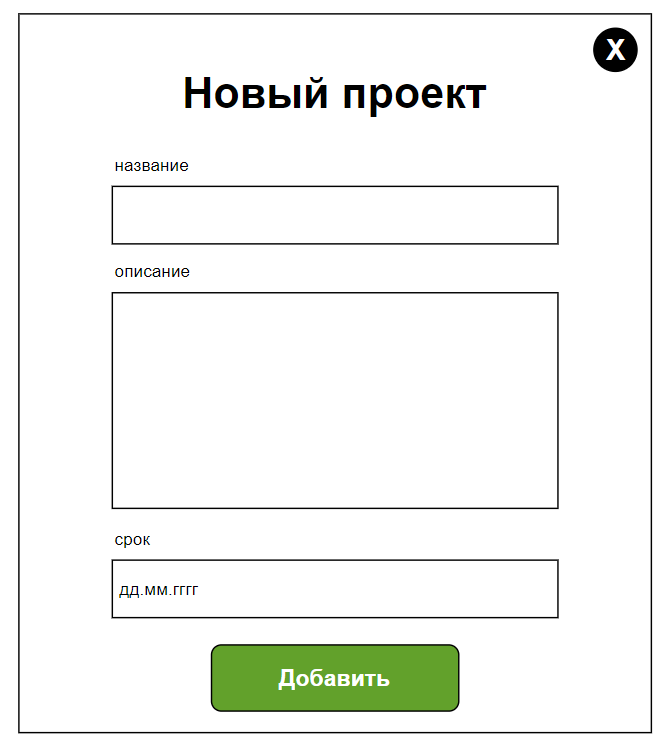 X
Новый проект
название
описание
срок
дд.мм.гггг
Добавить